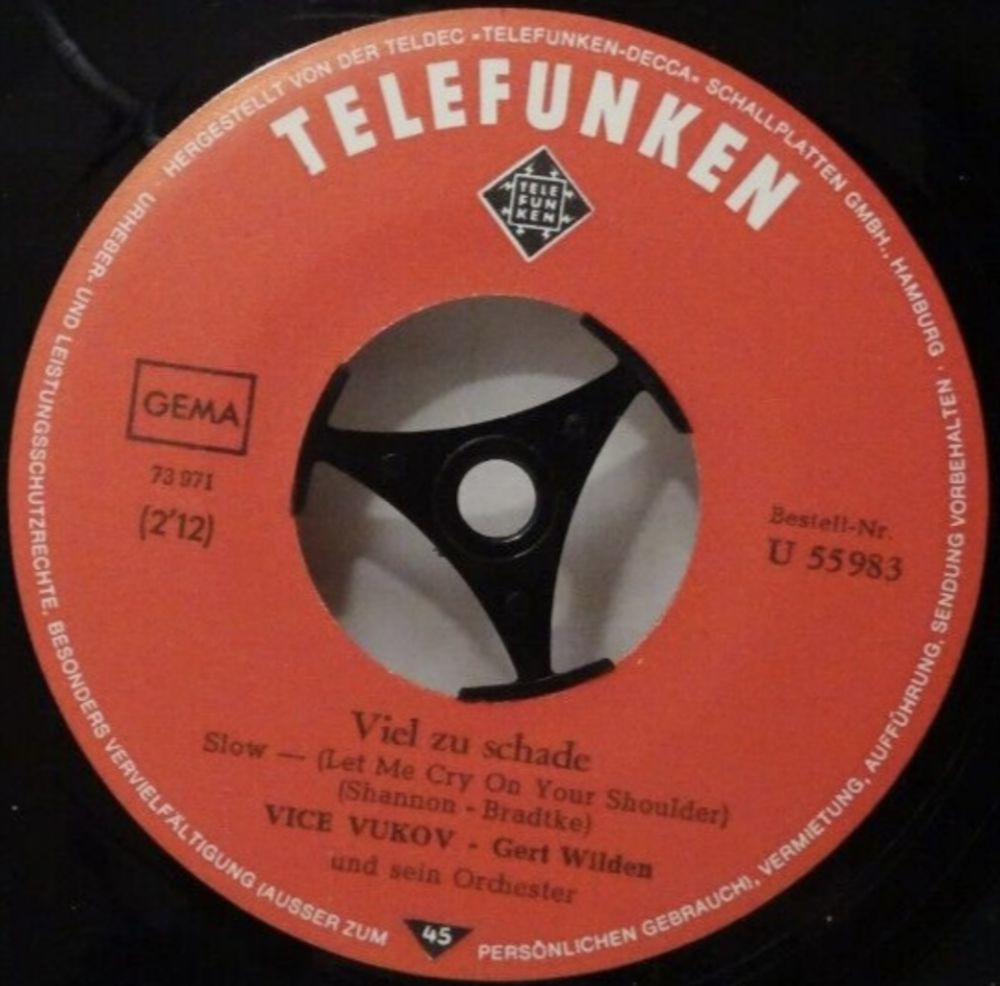 URHEBER- UND LEISTUNGSSCHUTZRECHTE, BESONDERS VERVIELFÄLTIGUNG (AUSSER ZUM PERSÖNLICHEN GEBRAUCH), VERMIETUNG, AUFFÜHRUNG, SENDUNG VORBEHALTEN ·
HERGESTELLT VON DER TELDEC »TELEFUNKEN-DECCA« SCHALLPLATTEN GMBH., HAMBURG ·
TELEFUNKEN
TELE
FUN
KEN
GEMA
73 971
(2'12)
Bestell-Nr.
U 55983
Viel zu schade
Slow — (Let Me Cry On Your Shoulder)
(Shannon - Bradtke)
VICE VUKOV - Gert Wilden
und sein Orchester
45